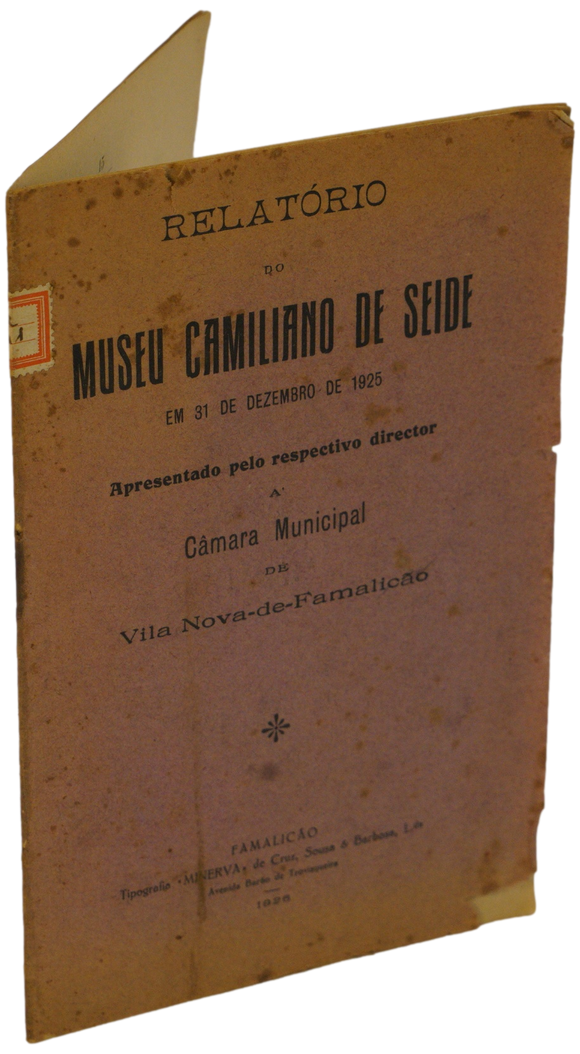 RELATÓRIO
DO
MUSEU CAMILIANO DE SEIDE
EM 31 DE DEZEMBRO DE 1925
Apresentado pelo respectivo director
A'
Câmara Municipal
DE
Vila Nova-de-Famalicão
FAMALICÃO
Tipografia «MINERVA» de Cruz, Sousa & Barbosa, L.da
Avenida Barão de Trovisqueira